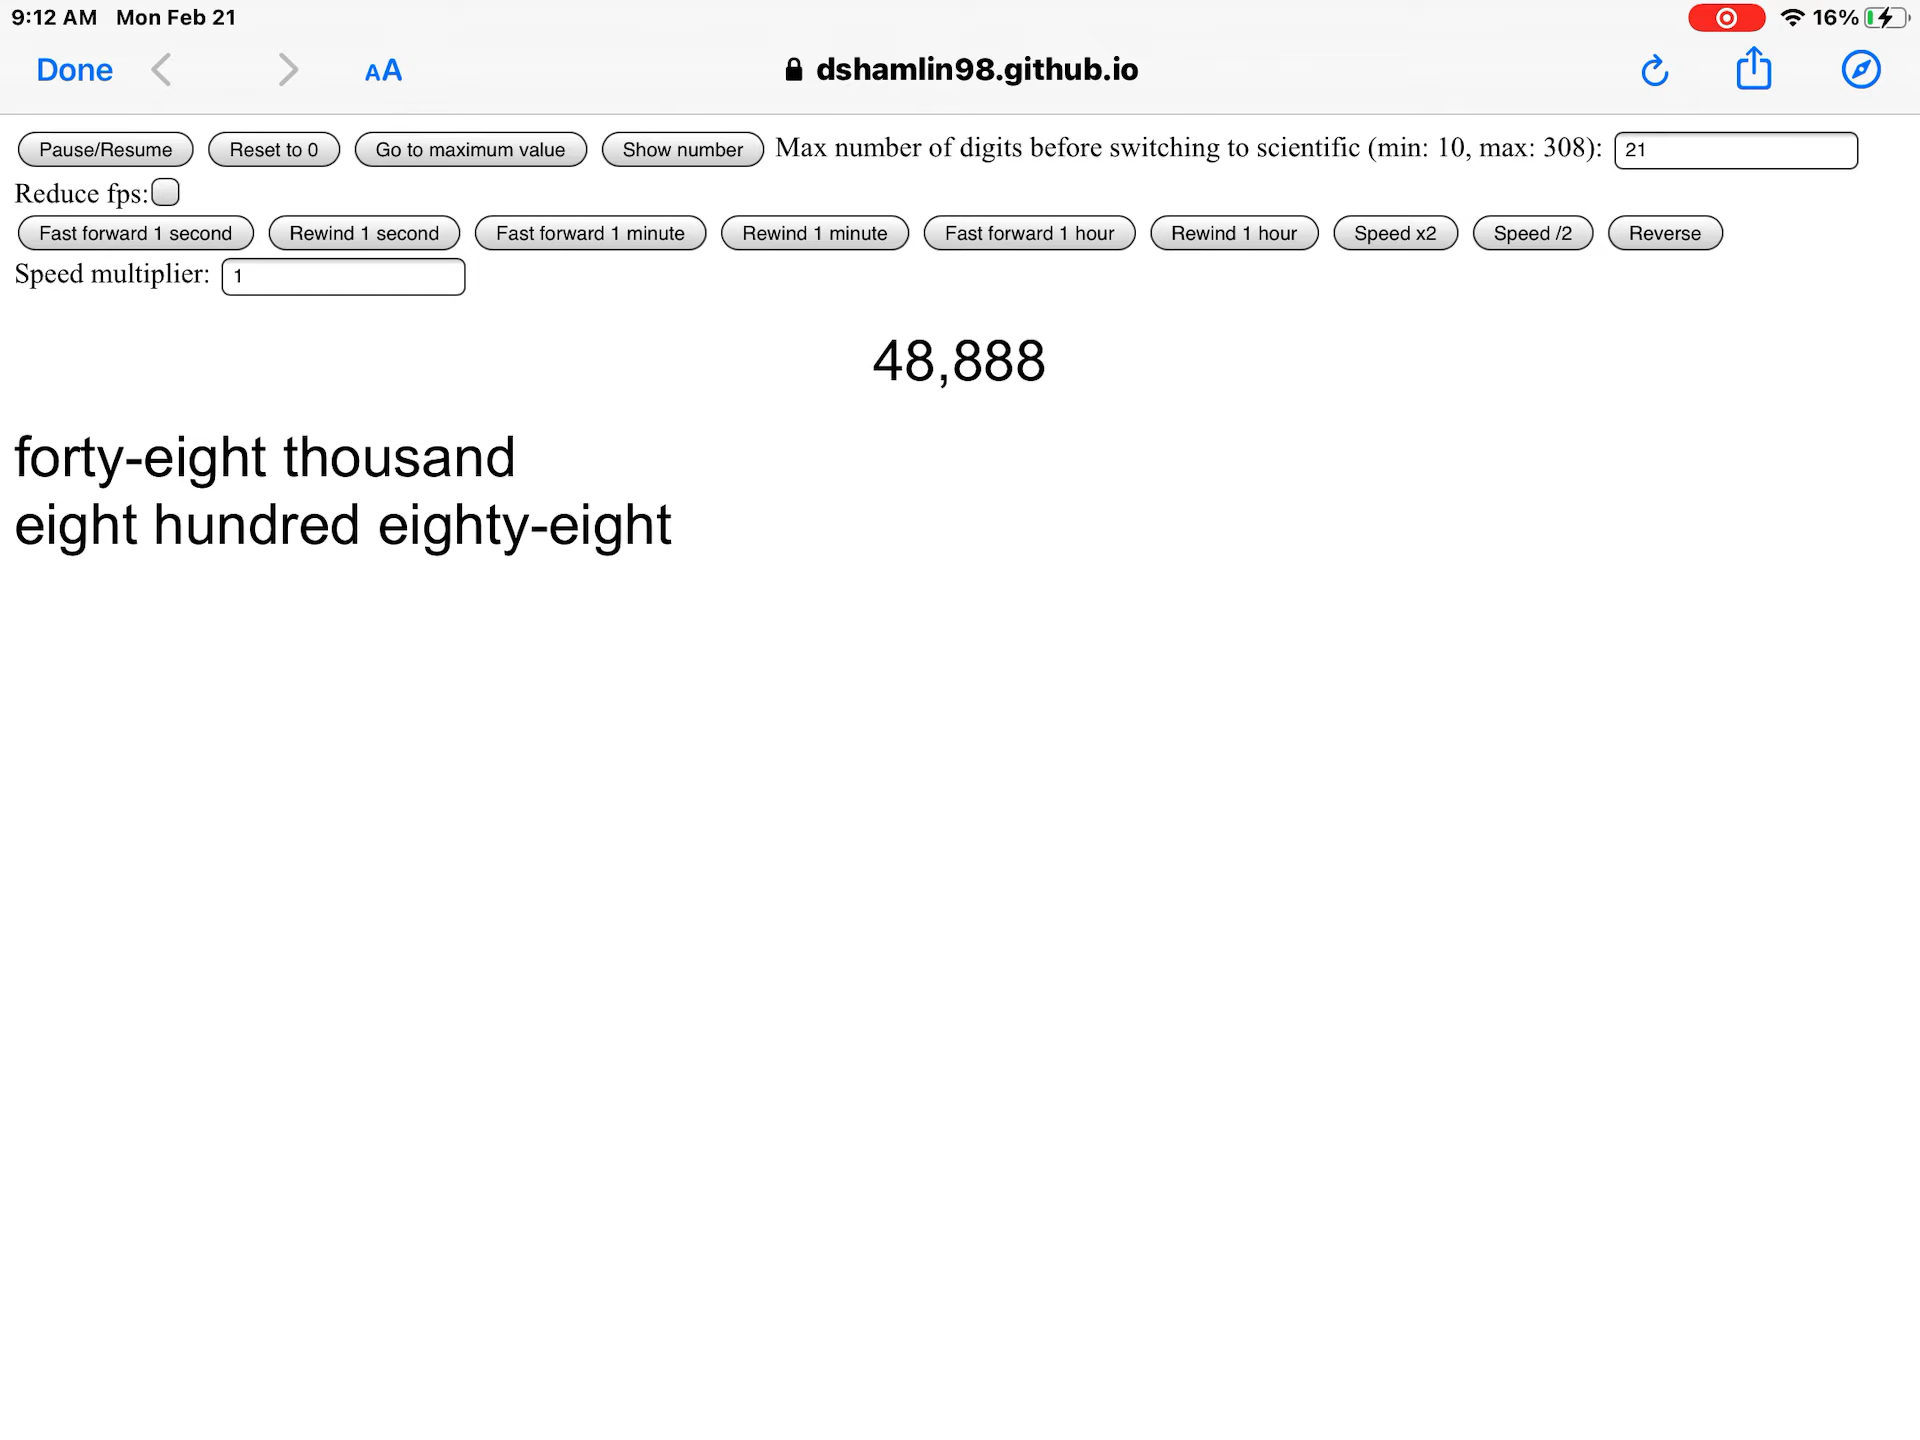 9:12 AM Mon Feb 21
16%
Done
AA
dshamlin98.github.io
Pause/Resume Reset to 0 Go to maximum value Show number Max number of digits before switching to scientific (min: 10, max: 308): 21
Reduce fps:
Fast forward 1 second Rewind 1 second Fast forward 1 minute Rewind 1 minute Fast forward 1 hour Rewind 1 hour Speed x2 Speed /2 Reverse
Speed multiplier: 1
48,888
forty-eight thousand
eight hundred eighty-eight